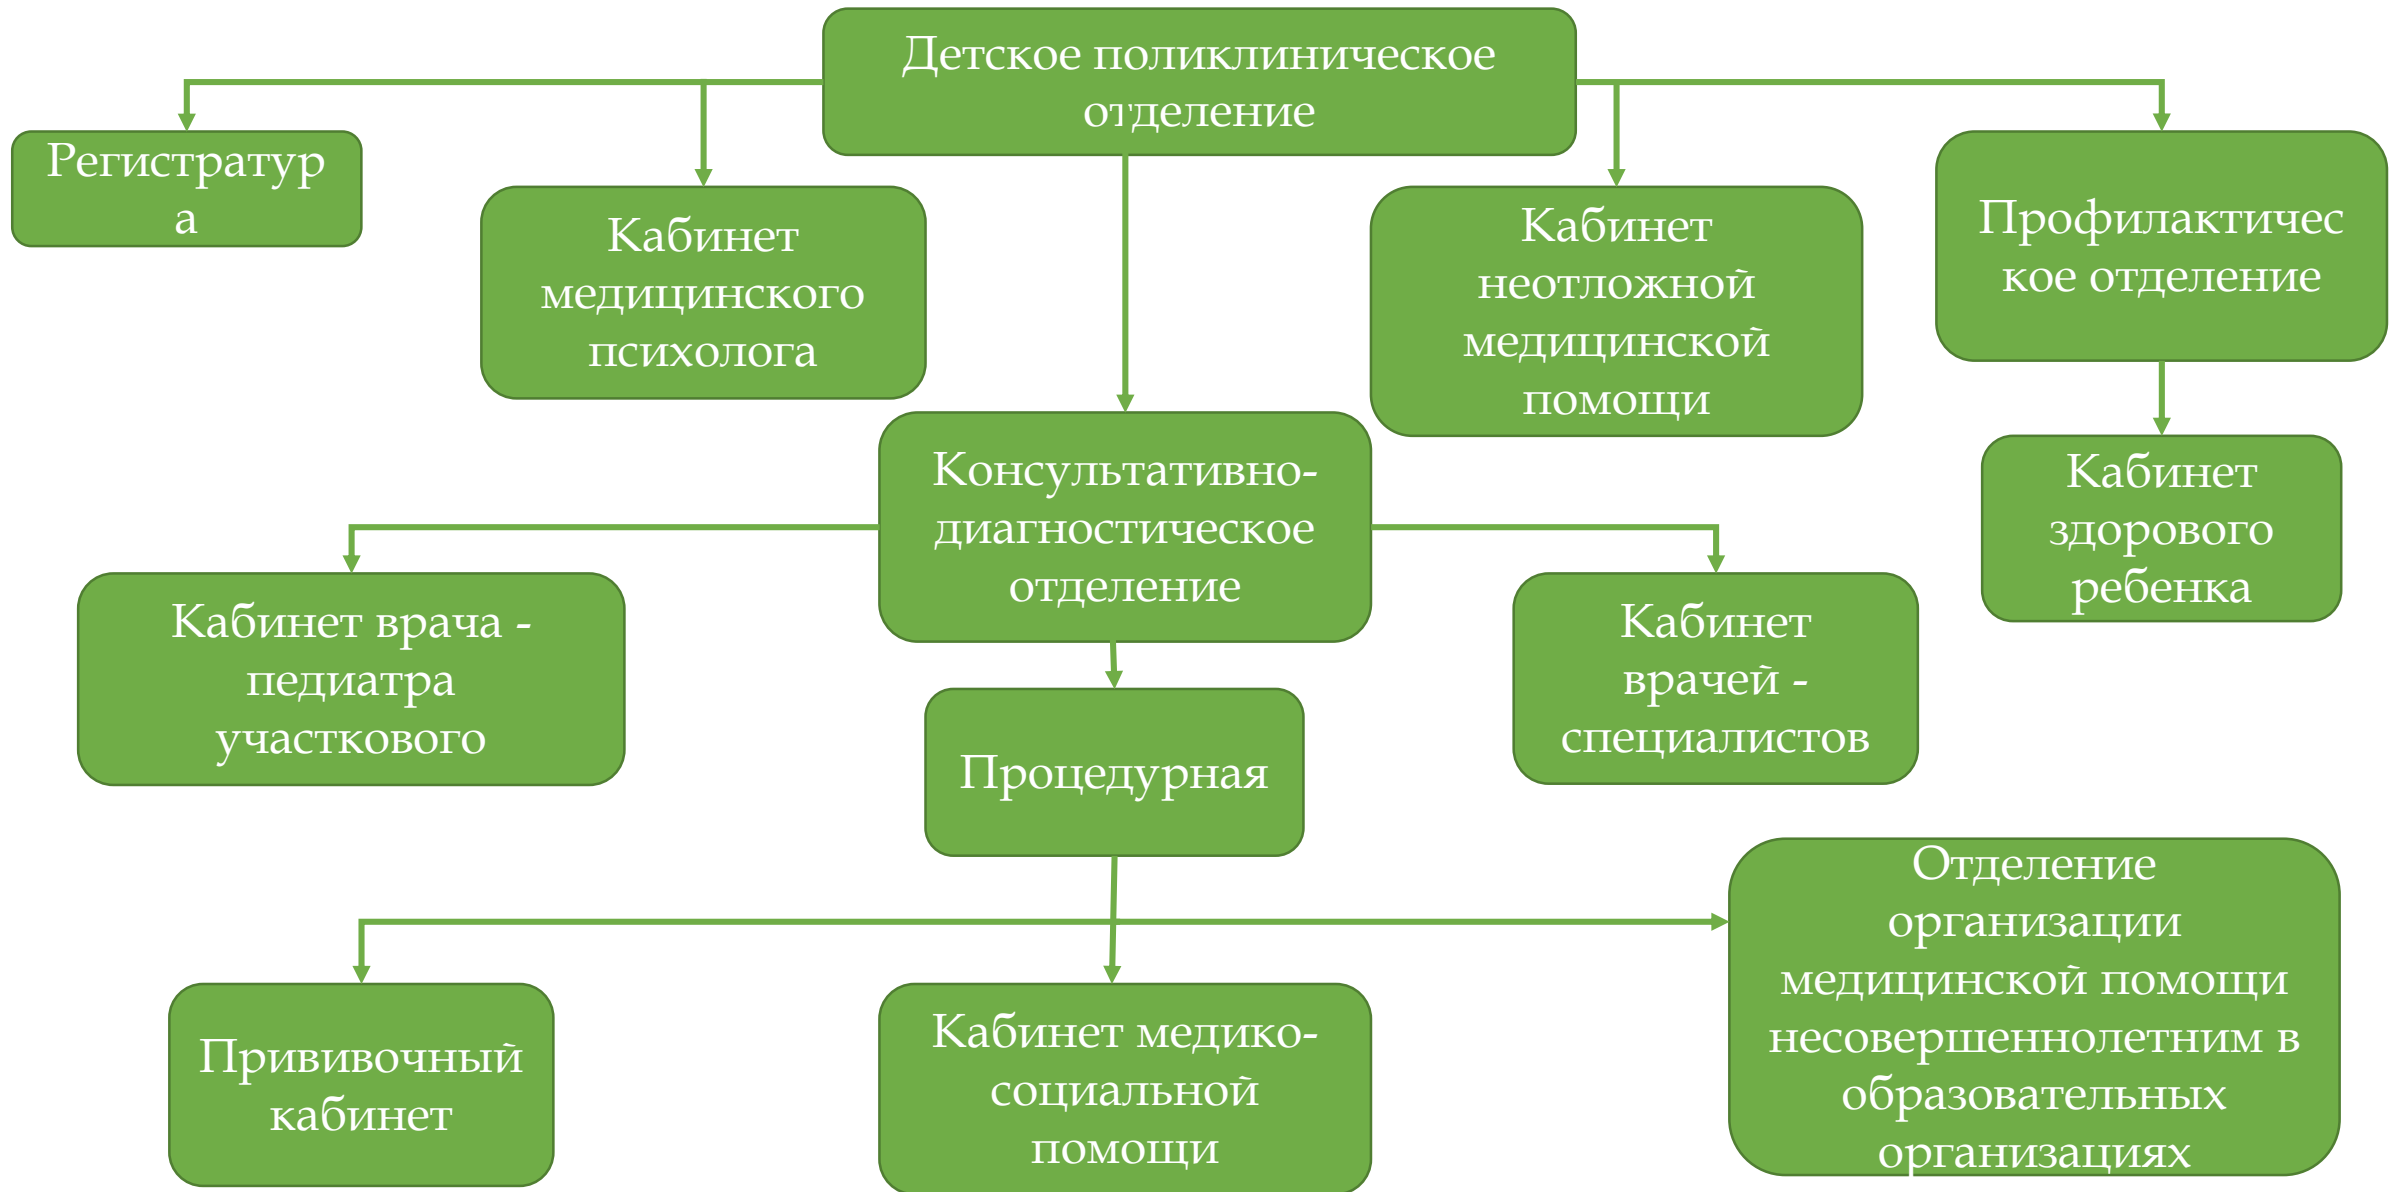 Детское поликлиническое
отделение
Регистратур
а
Кабинет
медицинского
психолога
Кабинет
неотложной
медицинской
помощи
Профилактичес
кое отделение
Консультативно-
диагностическое
отделение
Кабинет
здорового
ребенка
Кабинет врача -
педиатра
участкового
Кабинет
врачей -
специалистов
Процедурная
Отделение
организации
медицинской помощи
несовершеннолетним в
образовательных
организациях
Прививочный
кабинет
Кабинет медико-
социальной
помощи